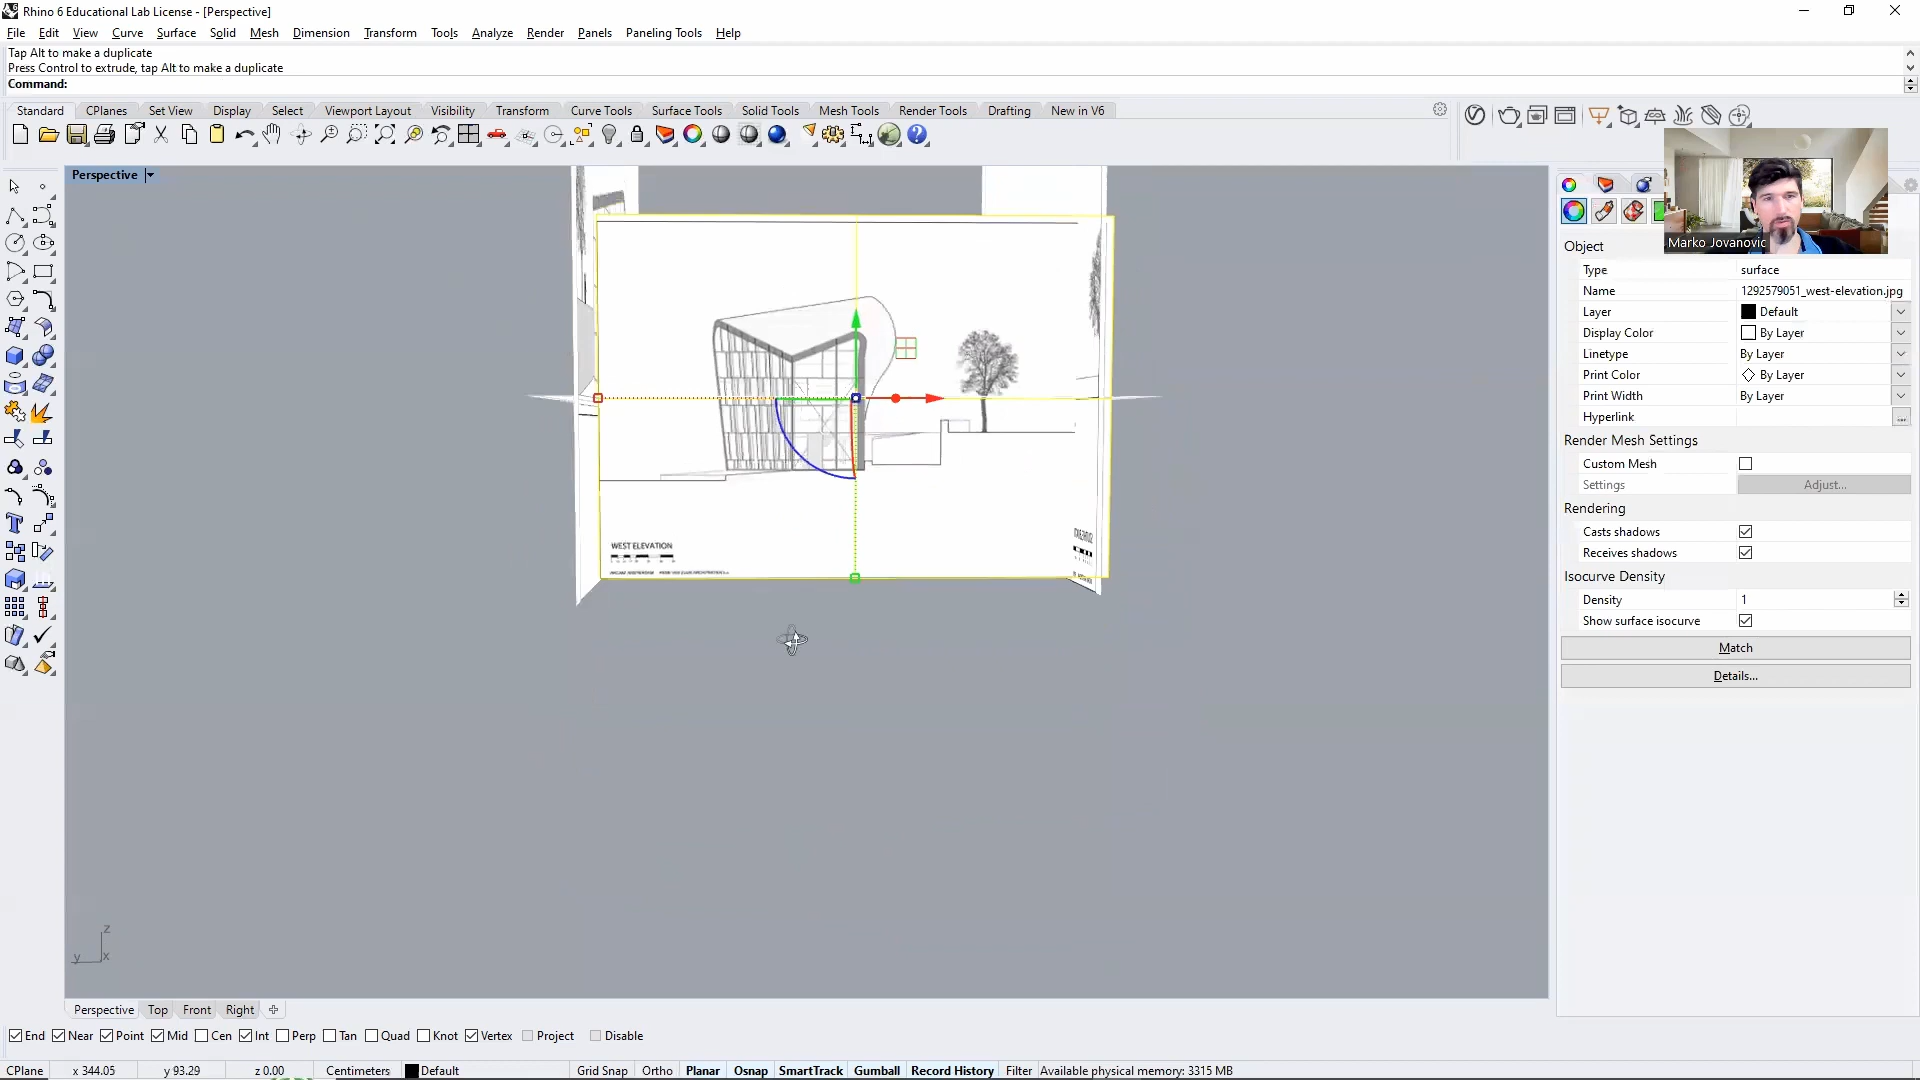 Rhino 6 Educational Lab License - [Perspective]
File Edit View Curve Surface Solid Mesh Dimension Transform Tools Analyze Render Panels Paneling Tools Help
Tap Alt to make a duplicate
Press Control to extrude, tap Alt to make a duplicate
Command:
Standard CPlanes Set View Display Select Viewport Layout Visibility Transform Curve Tools Surface Tools Solid Tools Mesh Tools Render Tools Drafting New in V6
Perspective
Marko Jovanovic
Object
Type surface
Name 1292579051_west-elevation.jpg
Layer Default
Display Color By Layer
Linetype By Layer
Print Color By Layer
Print Width By Layer
Hyperlink ...
Render Mesh Settings
Custom Mesh
Settings Adjust...
Rendering
Casts shadows
Receives shadows
Isocurve Density
Density 1
Show surface isocurve
Match
Details...
WEST ELEVATION
z
y x
Perspective Top Front Right
End Near Point Mid Cen Int Perp Tan Quad Knot Vertex Project Disable
CPlane x 344.05 y 93.29 z 0.00 Centimeters Default Grid Snap Ortho Planar Osnap SmartTrack Gumball Record History Filter Available physical memory: 3315 MB